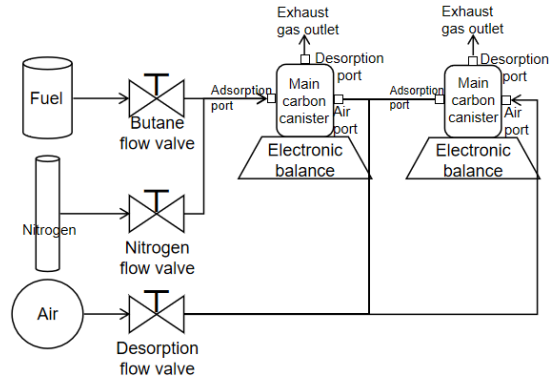 Exhaust
gas outlet
Exhaust
gas outlet
Desorption
port
Desorption
port
Fuel
Adsorption
port
Main
carbon
canister
Air
port
Adsorption
port
Main
carbon
canister
Air
port
Butane
flow valve
Electronic
balance
Electronic
balance
Nitrogen
Nitrogen
flow valve
Air
Desorption
flow valve